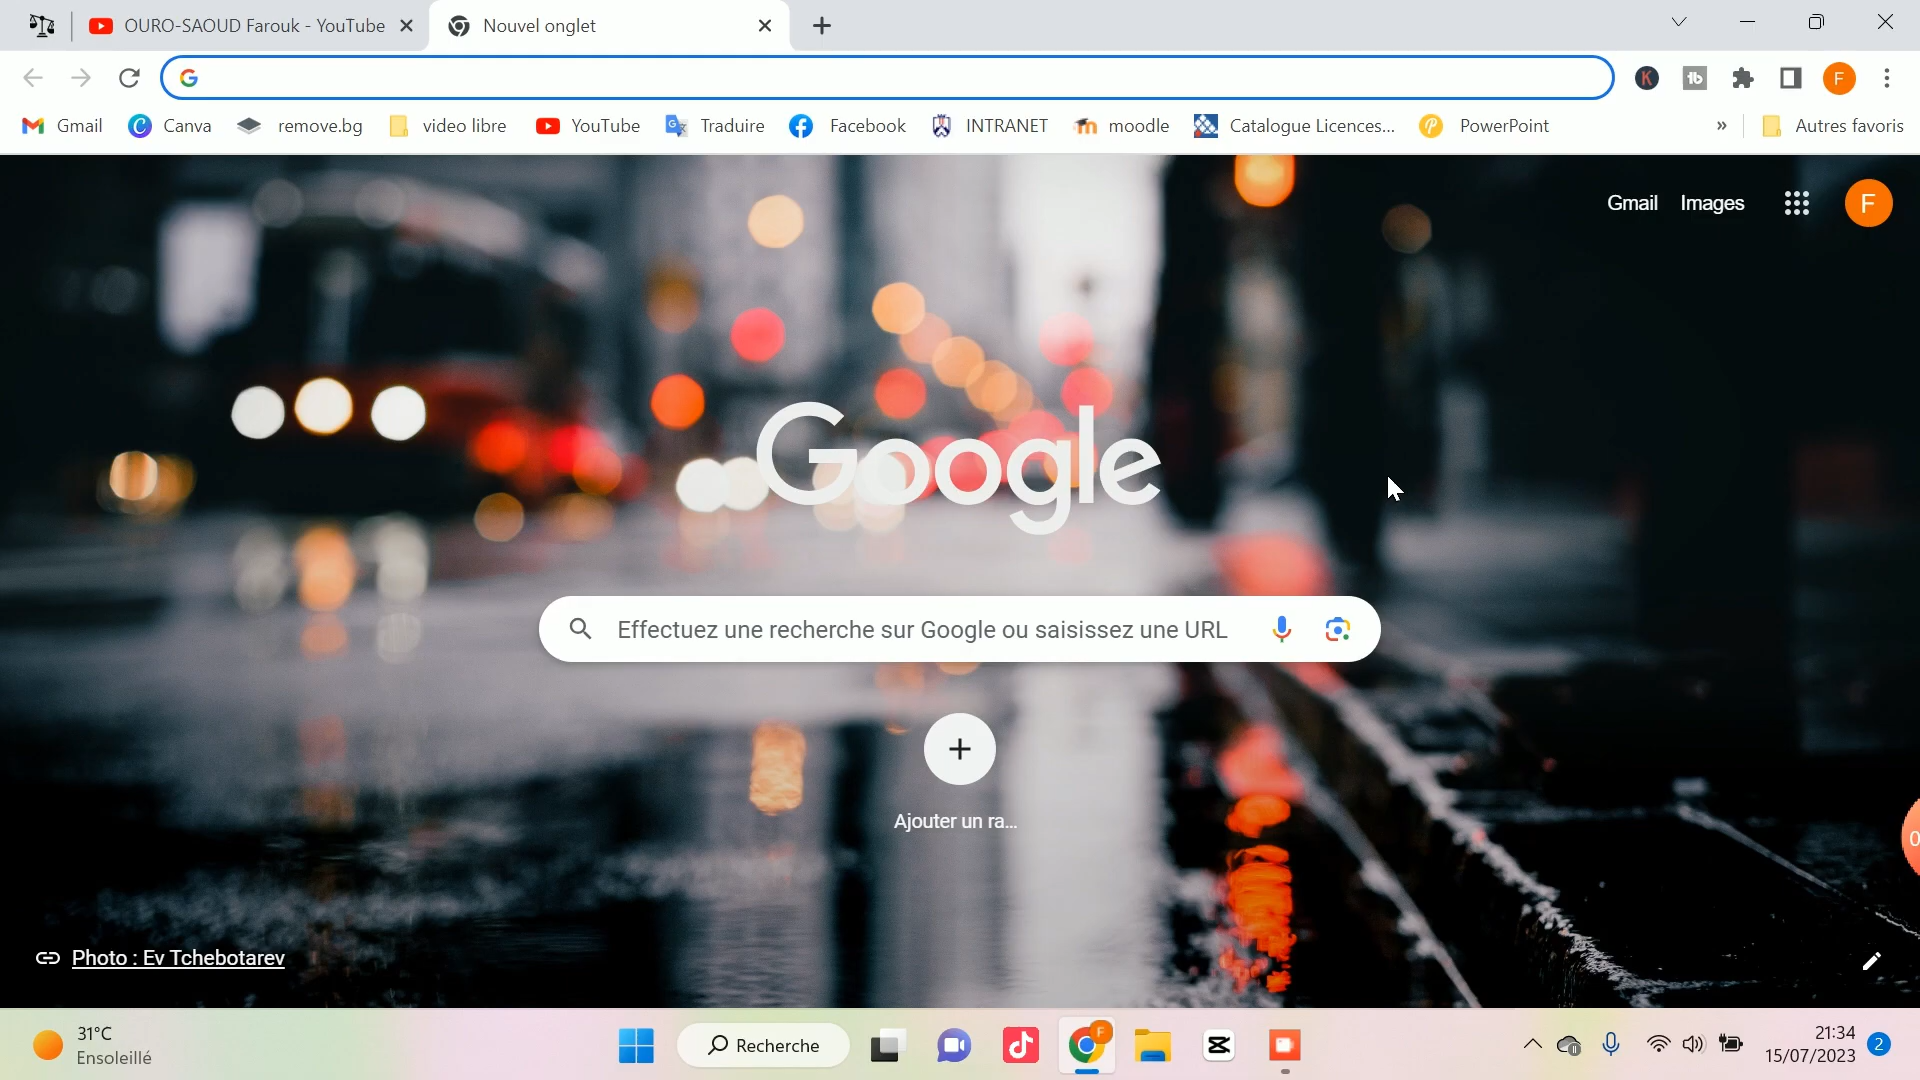 OURO-SAOUD Farouk - YouTube
Nouvel onglet
K
tb
F
Gmail
Canva
remove.bg
video libre
YouTube
Traduire
Facebook
INTRANET
moodle
Catalogue Licences...
PowerPoint
»
Autres favoris
Gmail
Images
F
Google
Effectuez une recherche sur Google ou saisissez une URL
Ajouter un ra...
0
Photo : Ev Tchebotarev
31°C
Ensoleillé
Recherche
F
21:34
15/07/2023
2